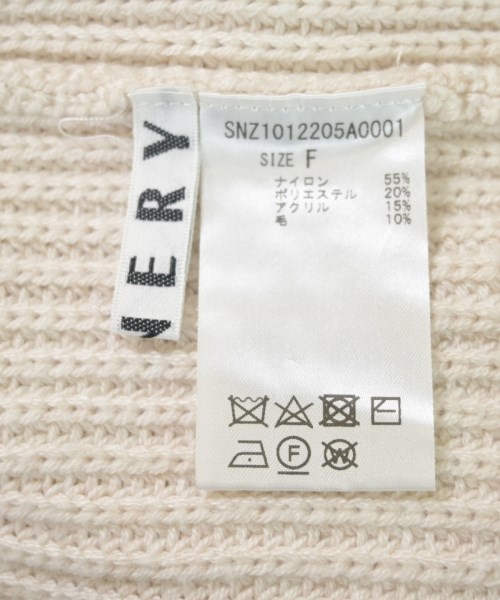 NERY
SNZ1012205A0001
SIZE F
ナイロン 55%
ポリエステル 20%
アクリル 15%
毛 10%
F
W